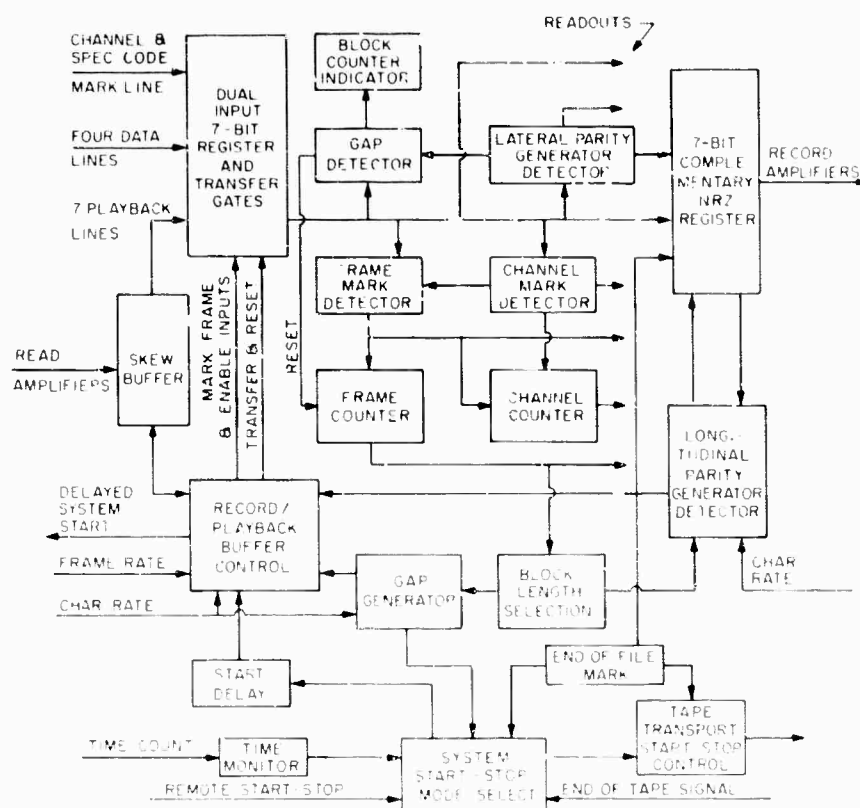 READOUTS
CHANNEL &
SPEC CODE
MARK LINE
FOUR DATA
LINES
7 PLAYBACK
LINES
DUAL
INPUT
7-BIT
REGISTER
AND
TRANSFER
GATES
BLOCK
COUNTER
INDICATOR
GAP
DETECTOR
LATERAL PARITY
GENERATOR
DETECTOR
7-BIT
COMPLE
MENTARY
NRZ
REGISTER
RECORD
AMPLIFIERS
FRAME
MARK
DETECTOR
CHANNEL
MARK
DETECTOR
READ
AMPLIFIERS
SKEW
BUFFER
MARK FRAME
& ENABLE INPUTS
TRANSFER & RESET
RESET
FRAME
COUNTER
CHANNEL
COUNTER
LONGI-
TUDINAL
PARITY
GENERATOR
DETECTOR
DELAYED
SYSTEM
START
FRAME RATE
CHAR RATE
RECORD/
PLAYBACK
BUFFER
CONTROL
GAP
GENERATOR
BLOCK
LENGTH
SELECTION
CHAR
RATE
START
DELAY
END OF FILE
MARK
TAPE
TRANSPORT
START STOP
CONTROL
TIME COUNT
TIME
MONITOR
SYSTEM
START-STOP
MODE SELECT
REMOTE START-STOP
END OF TAPE SIGNAL